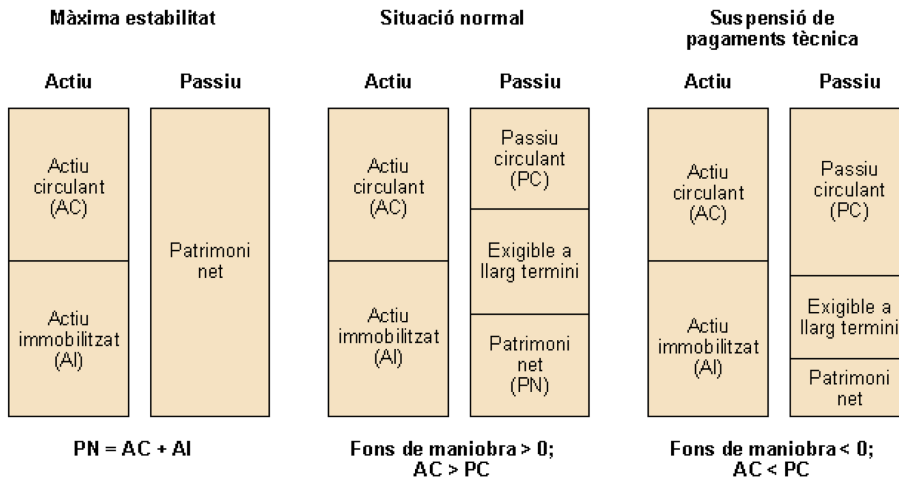 Màxima estabilitat
Actiu
Passiu
Actiu
circulant
(AC)
Actiu
immobilitzat
(AI)
Patrimoni
net
PN = AC + AI
Situació normal
Actiu
Passiu
Actiu
circulant
(AC)
Actiu
immobilitzat
(AI)
Passiu
circulant
(PC)
Exigible a
llarg termini
Patrimoni
net
(PN)
Fons de maniobra > 0;
AC > PC
Suspensió de
pagaments tècnica
Actiu
Passiu
Actiu
circulant
(AC)
Actiu
immobilitzat
(AI)
Passiu
circulant
(PC)
Exigible a
llarg termini
Patrimoni
net
Fons de maniobra < 0;
AC < PC